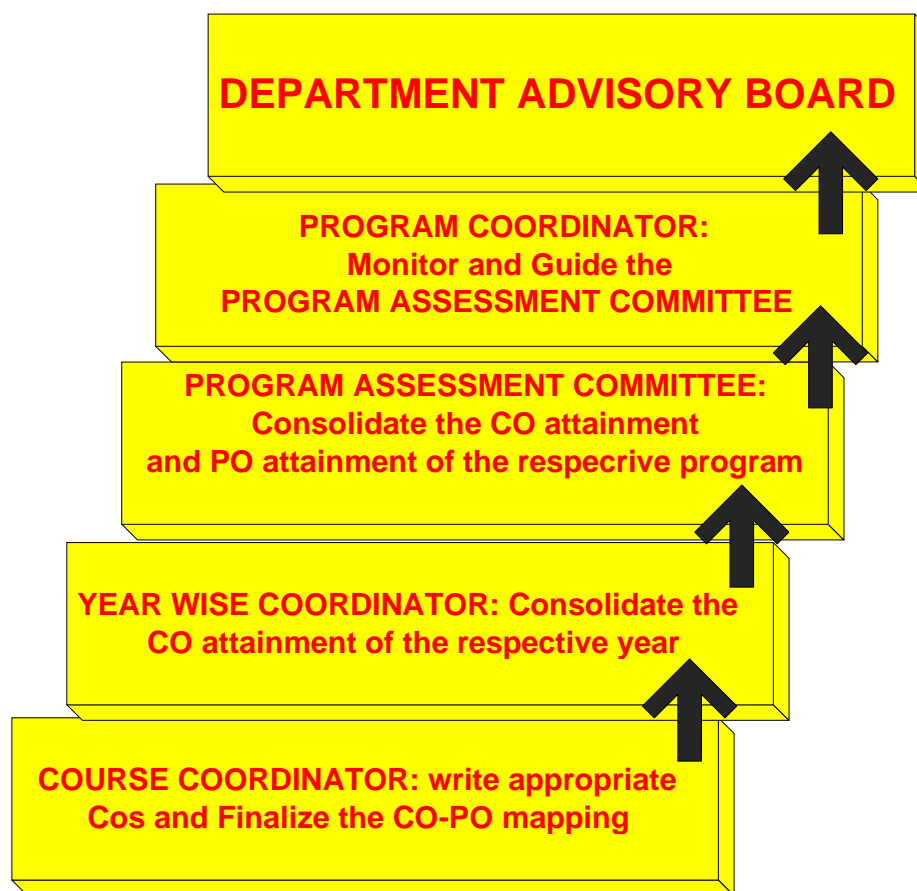 DEPARTMENT ADVISORY BOARD
PROGRAM COORDINATOR:
Monitor and Guide the
PROGRAM ASSESSMENT COMMITTEE
PROGRAM ASSESSMENT COMMITTEE:
Consolidate the CO attainment
and PO attainment of the respecrive program
YEAR WISE COORDINATOR: Consolidate the
CO attainment of the respective year
COURSE COORDINATOR: write appropriate
Cos and Finalize the CO-PO mapping